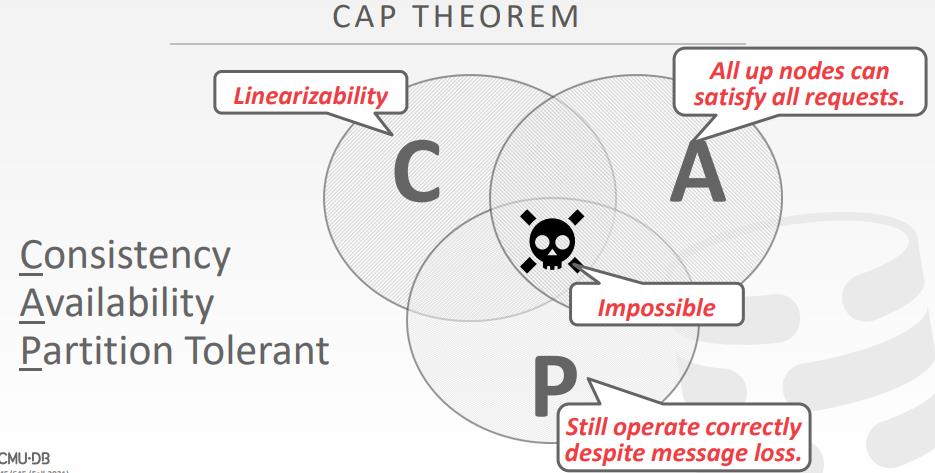 CAP THEOREM
Linearizability
All up nodes can
satisfy all requests.
C
A
Consistency
Availability
Partition Tolerant
Impossible
P
Still operate correctly
despite message loss.
CMU·DB